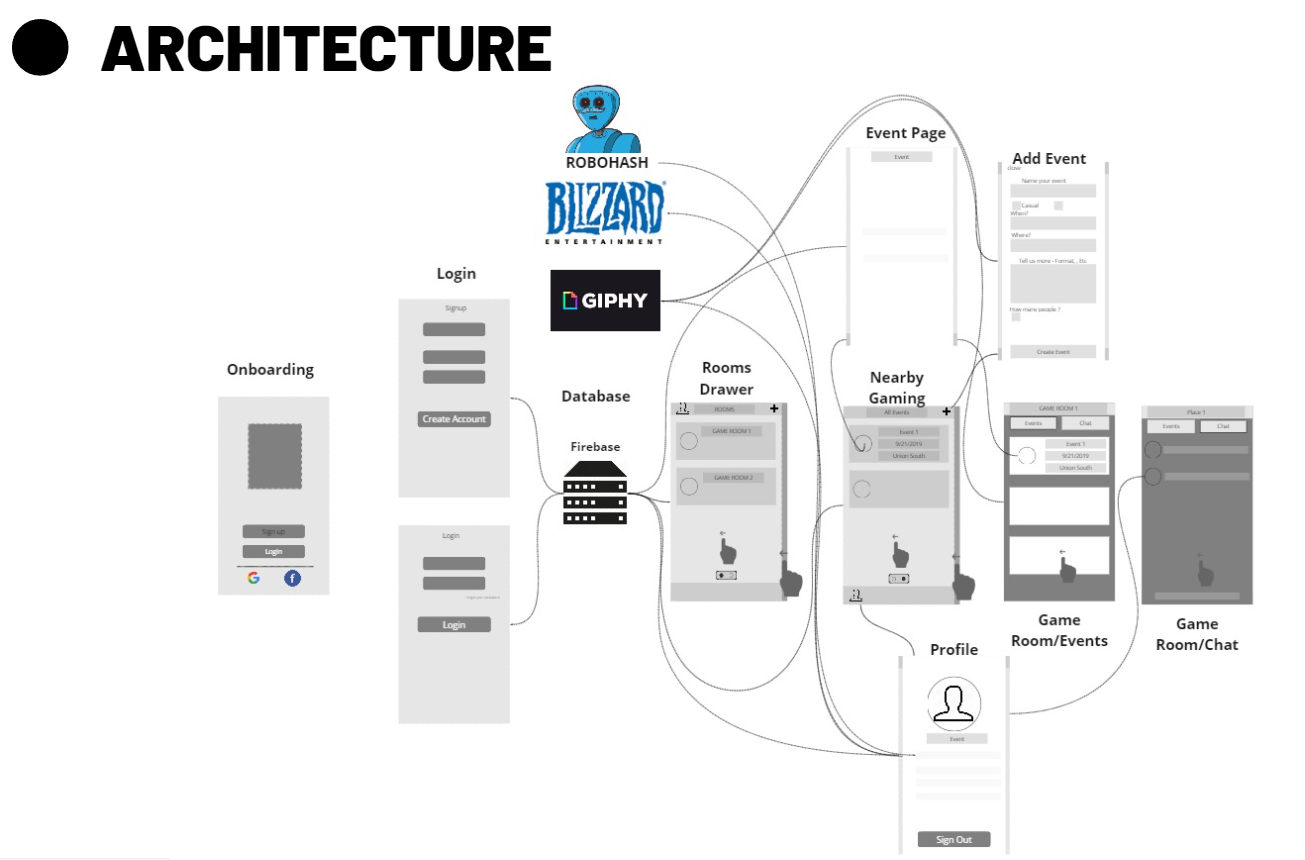 ARCHITECTURE
ROBOHASH
BLIZZARD
ENTERTAINMENT
GIPHY
Event Page
Event
Add Event
close
Name your event
Casual
When?
Where?
Tell us more - Format, , Etc.
How many people ?
Create Event
Login
Signup
Create Account
Onboarding
Sign up
Login
Login
Login
Database
Firebase
Rooms
Drawer
ROOMS
GAME ROOM 1
GAME ROOM 2
Nearby
Gaming
All Events
Event 1
9/21/2019
Union South
GAME ROOM 1
Events
Chat
Event 1
9/21/2019
Union South
Game
Room/Events
Place 1
Events
Chat
Game
Room/Chat
Profile
Event
Sign Out